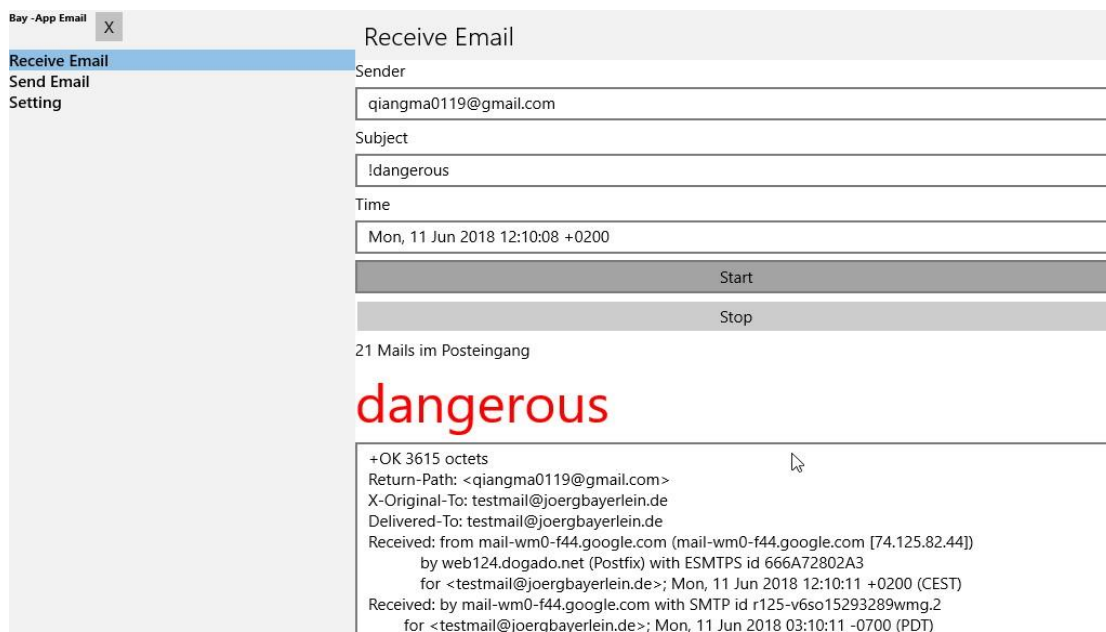 Bay -App Email
X
Receive Email
Send Email
Setting
Receive Email
Sender
qiangma0119@gmail.com
Subject
!dangerous
Time
Mon, 11 Jun 2018 12:10:08 +0200
Start
Stop
21 Mails im Posteingang
dangerous
+OK 3615 octets
Return-Path: <qiangma0119@gmail.com>
X-Original-To: testmail@joergbayerlein.de
Delivered-To: testmail@joergbayerlein.de
Received: from mail-wm0-f44.google.com (mail-wm0-f44.google.com [74.125.82.44])
by web124.dogado.net (Postfix) with ESMTPS id 666A72802A3
for <testmail@joergbayerlein.de>; Mon, 11 Jun 2018 12:10:11 +0200 (CEST)
Received: by mail-wm0-f44.google.com with SMTP id r125-v6so15293289wmg.2
for <testmail@joergbayerlein.de>; Mon, 11 Jun 2018 03:10:11 -0700 (PDT)